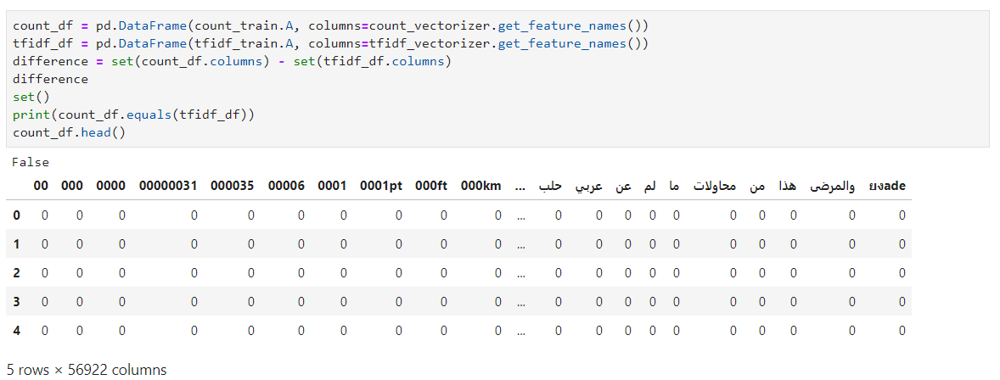 count_df = pd.DataFrame(count_train.A, columns=count_vectorizer.get_feature_names())
tfidf_df = pd.DataFrame(tfidf_train.A, columns=tfidf_vectorizer.get_feature_names())
difference = set(count_df.columns) - set(tfidf_df.columns)
difference
set()
print(count_df.equals(tfidf_df))
count_df.head()
False
00 000 0000 00000031 000035 00006 0001 0001pt 000ft 000km ... حلب عربي عن لم ما محاولات من هذا والمرضى ยงade
0 0 0 0 0 0 0 0 0 0 0 ... 0 0 0 0 0 0 0 0 0 0
1 0 0 0 0 0 0 0 0 0 0 ... 0 0 0 0 0 0 0 0 0 0
2 0 0 0 0 0 0 0 0 0 0 ... 0 0 0 0 0 0 0 0 0 0
3 0 0 0 0 0 0 0 0 0 0 ... 0 0 0 0 0 0 0 0 0 0
4 0 0 0 0 0 0 0 0 0 0 ... 0 0 0 0 0 0 0 0 0 0
5 rows × 56922 columns